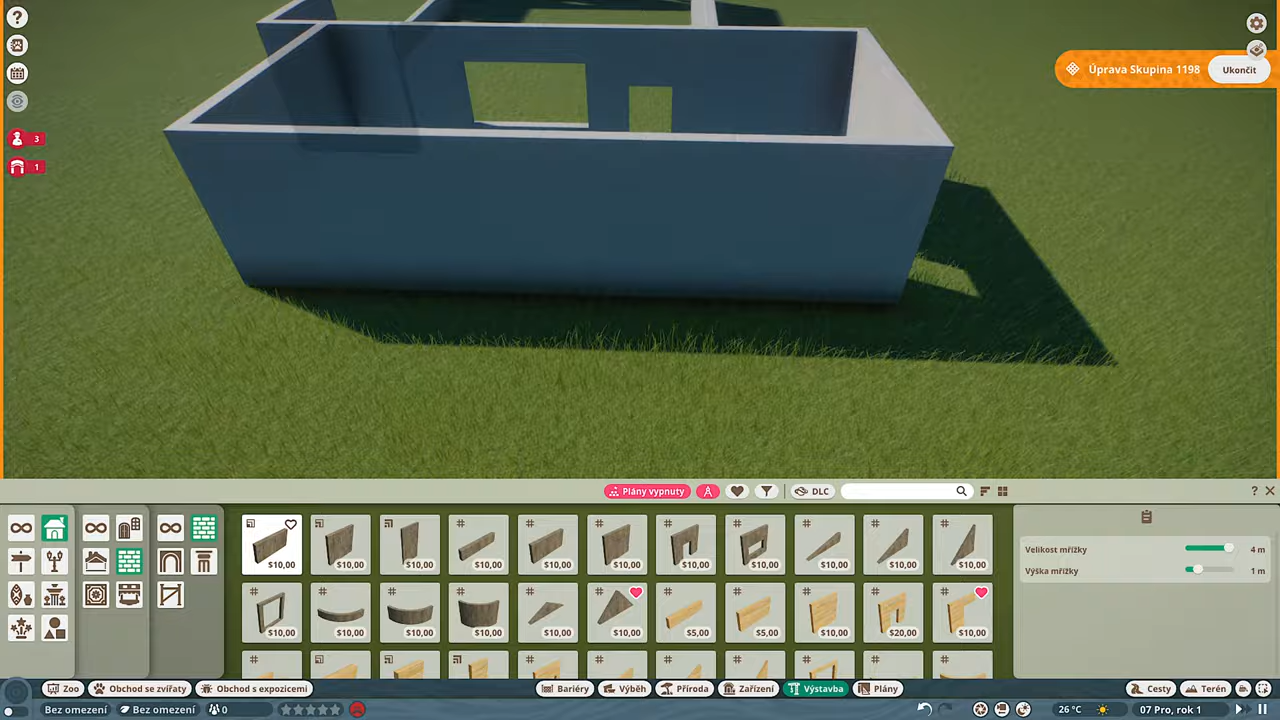 ?
Úprava Skupina 1198
Ukončit
3
1
Plány vypnuty
DLC
?
$10,00 $10,00 $10,00 $10,00 $10,00 $10,00 $10,00 $10,00 $10,00 $10,00 $10,00
$10,00 $10,00 $10,00 $10,00 $10,00 $10,00 $5,00 $5,00 $10,00 $20,00 $10,00
Velikost mřížky 4 m
Výška mřížky 1 m
Zoo Obchod se zvířaty Obchod s expozicemi Bariéry Výběh Příroda Zařízení Výstavba Plány Cesty Terén
Bez omezení Bez omezení 0 26 °C 07 Pro, rok 1